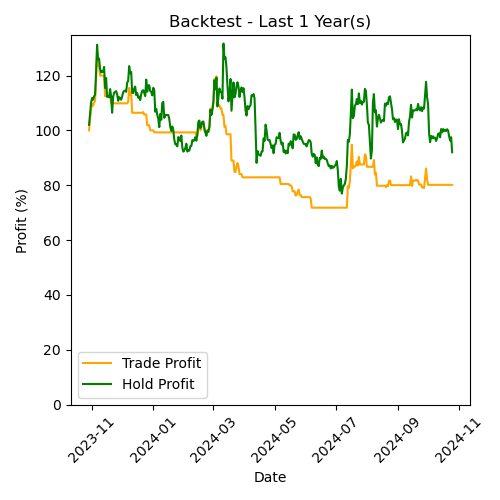 Backtest - Last 1 Year(s)
Profit (%)
120
100
80
60
40
20
0
Trade Profit
Hold Profit
2023-11
2024-01
2024-03
2024-05
2024-07
2024-09
2024-11
Date